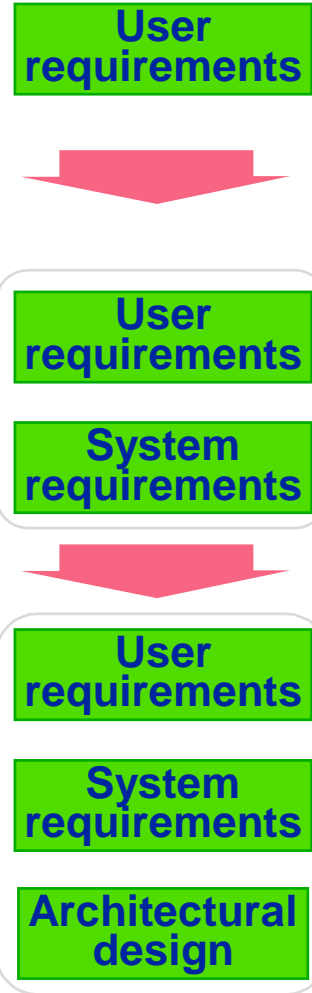 User
requirements
User
requirements
System
requirements
User
requirements
System
requirements
Architectural
design